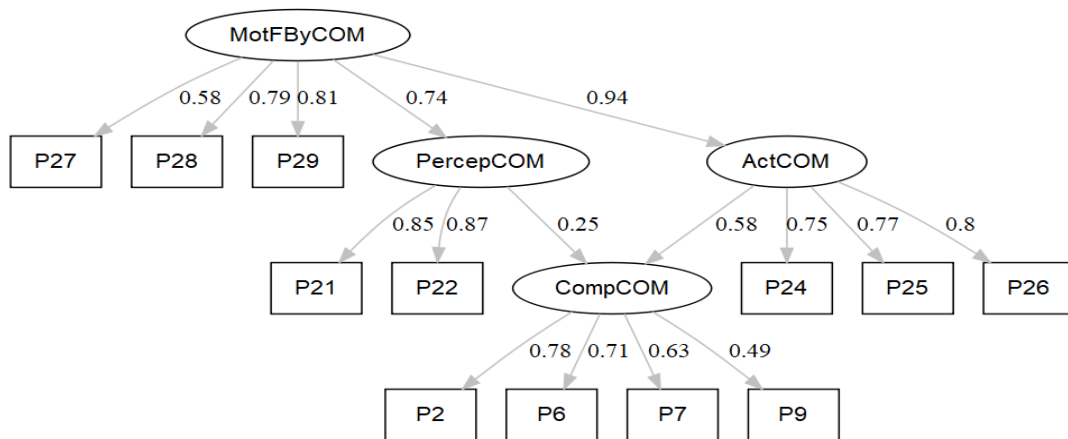 MotFByCOM
0.58 0.79 0.81 0.74 0.94
P27 P28 P29 PercepCOM ActCOM
0.85 0.87 0.25 0.58 0.75 0.77 0.8
P21 P22 CompCOM P24 P25 P26
0.78 0.71 0.63 0.49
P2 P6 P7 P9